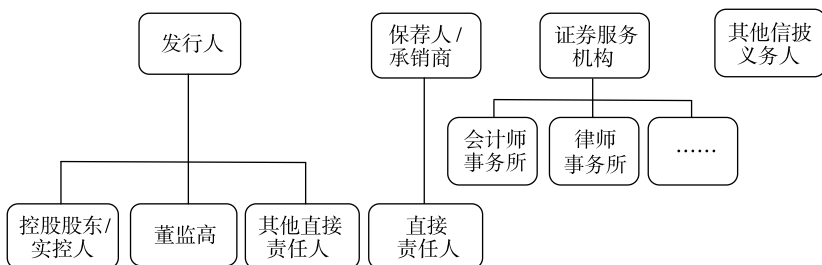 发行人
保荐人/
承销商
证券服务
机构
其他信披
义务人
会计师
事务所
律师
事务所
……
控股股东/
实控人
董监高
其他直接
责任人
直接
责任人